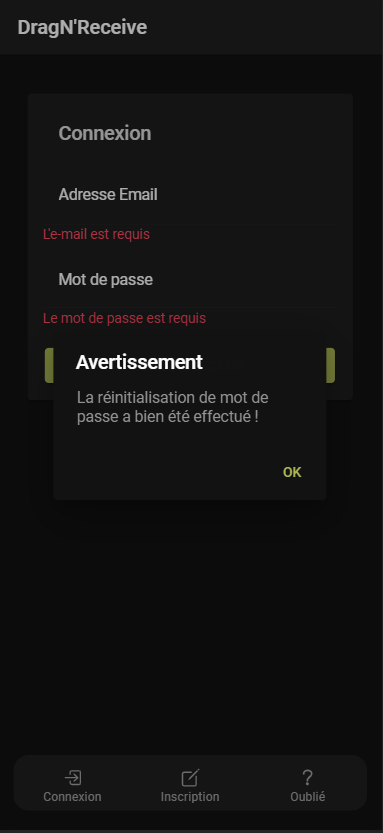 DragN'Receive
Connexion
Adresse Email
L'e-mail est requis
Mot de passe
Le mot de passe est requis
Avertissement
La réinitialisation de mot de
passe a bien été effectué !
OK
Connexion
Inscription
Oublié